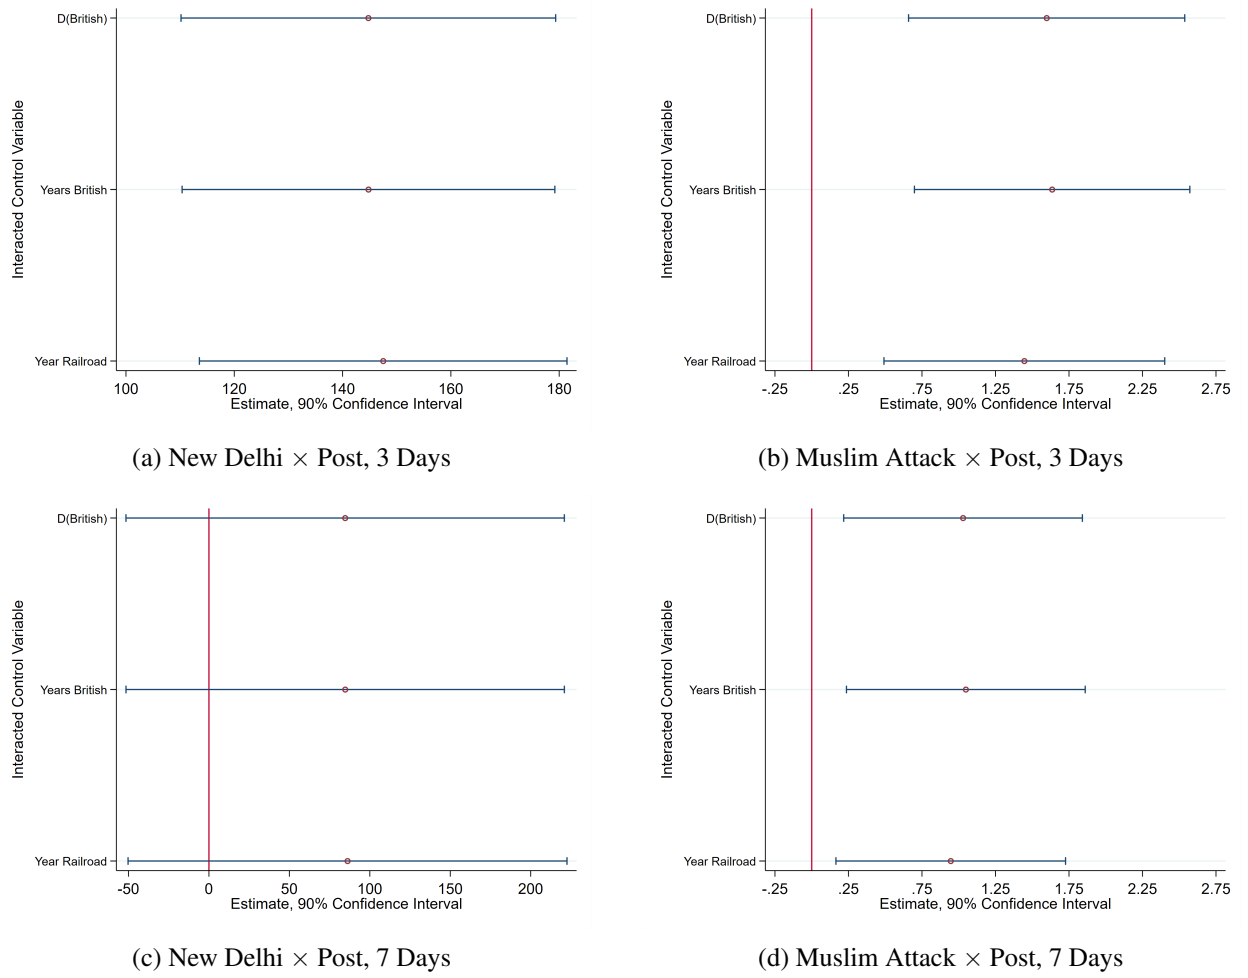 D(British)
Years British
Year Railroad
Interacted Control Variable
100 120 140 160 180
Estimate, 90% Confidence Interval
(a) New Delhi × Post, 3 Days
D(British)
Years British
Year Railroad
Interacted Control Variable
-.25 .25 .75 1.25 1.75 2.25 2.75
Estimate, 90% Confidence Interval
(b) Muslim Attack × Post, 3 Days
D(British)
Years British
Year Railroad
Interacted Control Variable
-50 0 50 100 150 200
Estimate, 90% Confidence Interval
(c) New Delhi × Post, 7 Days
D(British)
Years British
Year Railroad
Interacted Control Variable
-.25 .25 .75 1.25 1.75 2.25 2.75
Estimate, 90% Confidence Interval
(d) Muslim Attack × Post, 7 Days